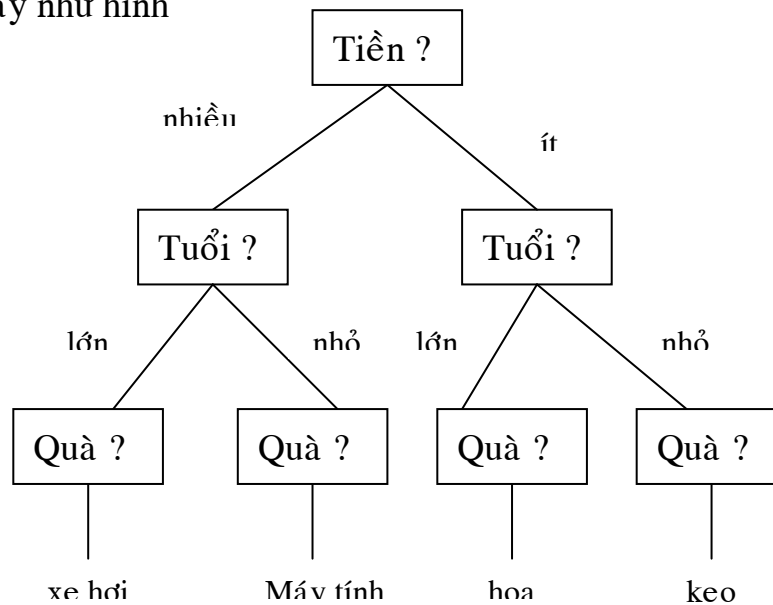 ây như hình
Tiền ?
nhiều
ít
Tuổi ? Tuổi ?
lớn nhỏ lớn nhỏ
Quà ? Quà ? Quà ? Quà ?
xe hơi Máy tính hoa kẹo